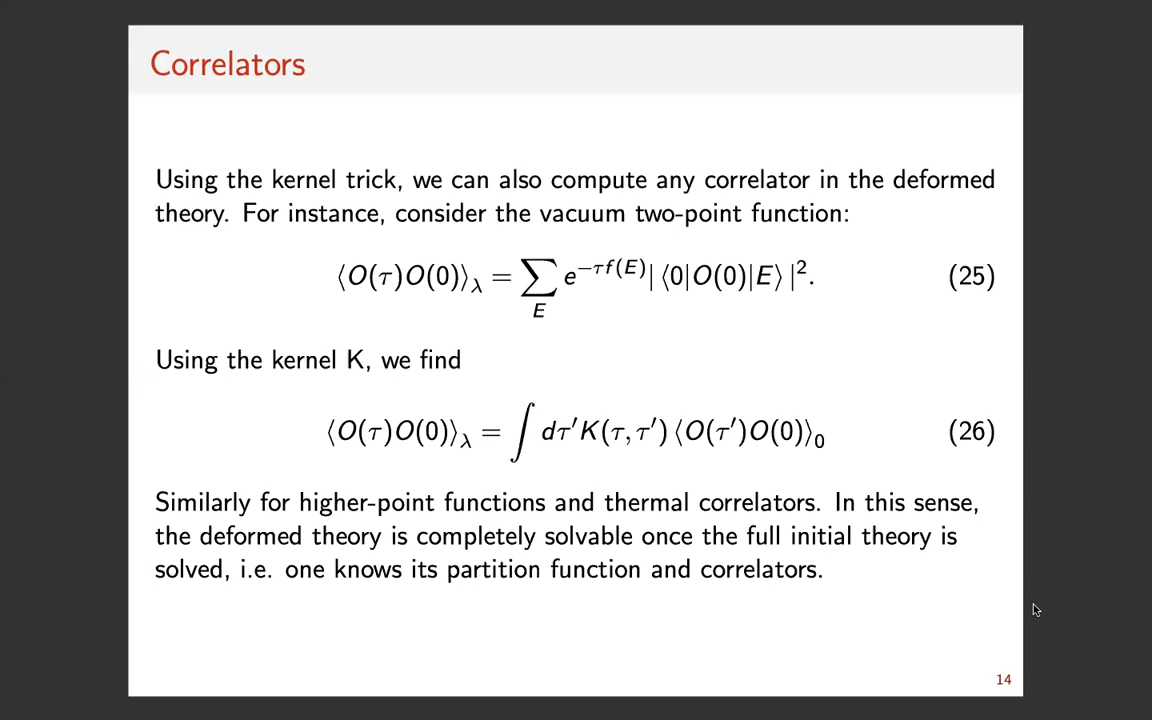 Correlators
Using the kernel trick, we can also compute any correlator in the deformed
theory. For instance, consider the vacuum two-point function:
⟨O(τ)O(0)⟩_λ = ∑_E e^{−τf(E)}| ⟨0|O(0)|E⟩ |². (25)
Using the kernel K, we find
⟨O(τ)O(0)⟩_λ = ∫ dτ′K(τ, τ′) ⟨O(τ′)O(0)⟩_0 (26)
Similarly for higher-point functions and thermal correlators. In this sense,
the deformed theory is completely solvable once the full initial theory is
solved, i.e. one knows its partition function and correlators.
14